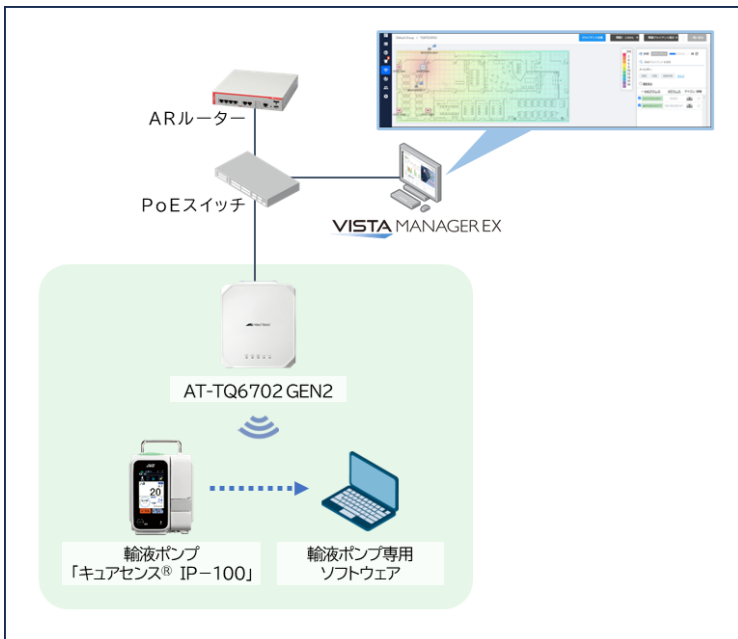 ARルーター
PoEスイッチ
VISTA MANAGER EX
AT-TQ6702 GEN2
JMS
20
輸液ポンプ
「キュアセンス® IP-100」
輸液ポンプ専用
ソフトウェア